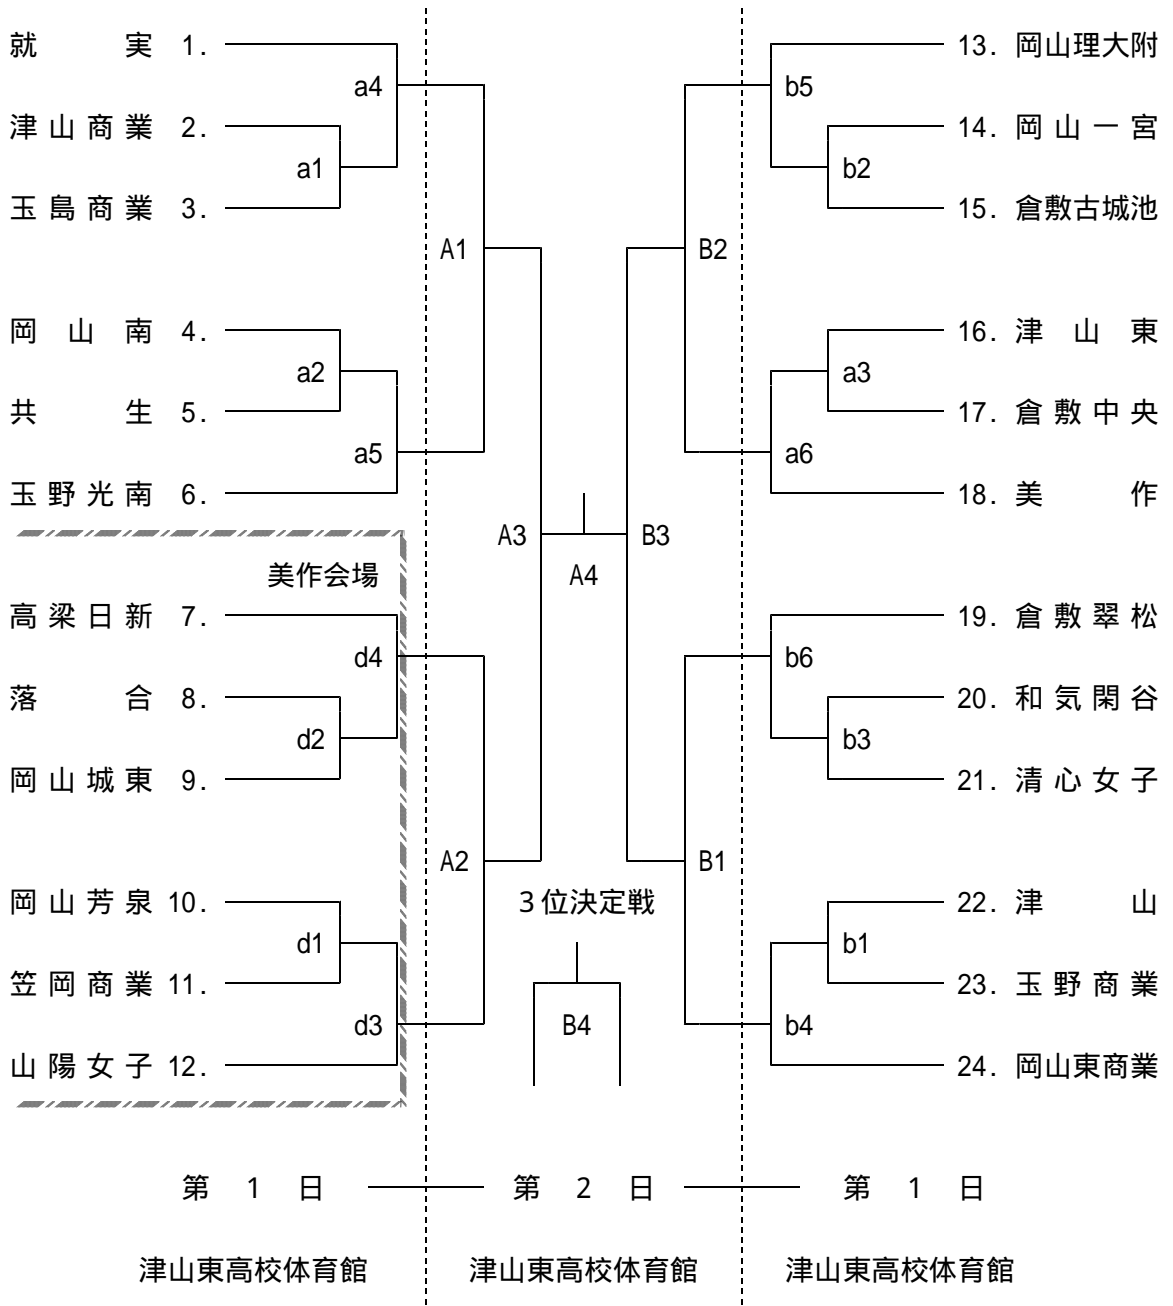 就実 1.
津山商業 2.
玉島商業 3.
岡山南 4.
共生 5.
玉野光南 6.
美作会場
高梁日新 7.
落合 8.
岡山城東 9.
岡山芳泉 10.
笠岡商業 11.
山陽女子 12.
a4
a1
a2
a5
d4
d2
d1
d3
A1
A3
A2
A4
3位決定戦
B4
B2
B3
B1
b5
b2
a3
a6
b6
b3
b1
b4
13. 岡山理大附
14. 岡山一宮
15. 倉敷古城池
16. 津山東
17. 倉敷中央
18. 美作
19. 倉敷翠松
20. 和気閑谷
21. 清心女子
22. 津山
23. 玉野商業
24. 岡山東商業
第1日 第2日 第1日
津山東高校体育館 津山東高校体育館 津山東高校体育館